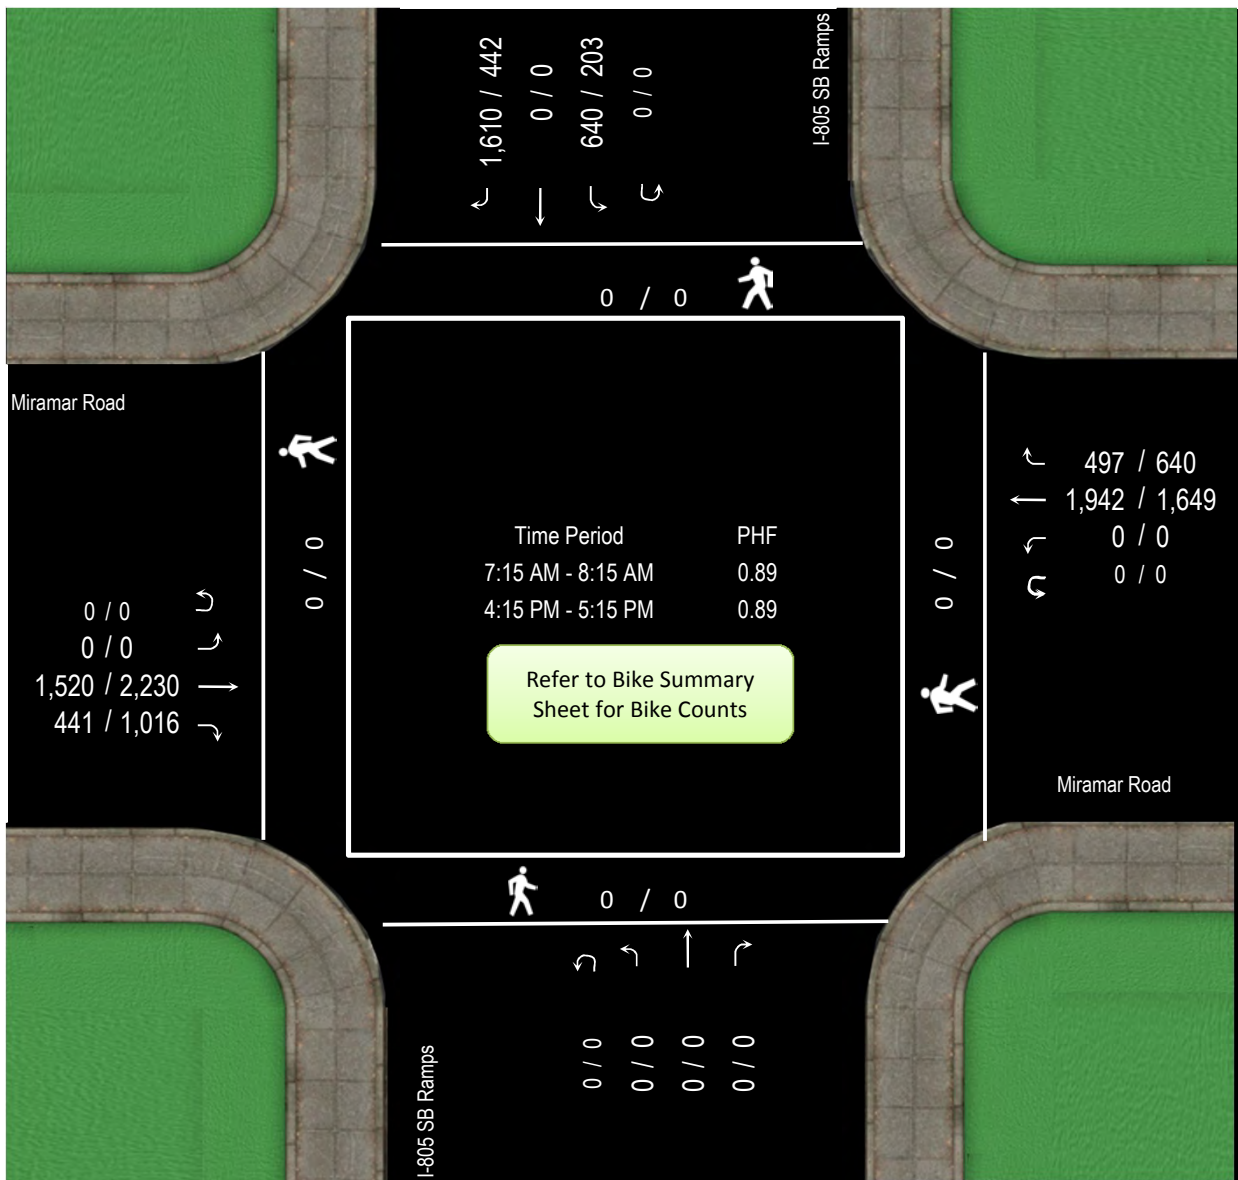 1,610 / 442
0 / 0
640 / 203
0 / 0
I-805 SB Ramps
0 / 0
Miramar Road
0 / 0
0 / 0
0 / 0
1,520 / 2,230
441 / 1,016
0 / 0
Time Period PHF
7:15 AM - 8:15 AM 0.89
4:15 PM - 5:15 PM 0.89
Refer to Bike Summary
Sheet for Bike Counts
0 / 0
497 / 640
1,942 / 1,649
0 / 0
0 / 0
Miramar Road
0 / 0
I-805 SB Ramps
0 / 0
0 / 0
0 / 0
0 / 0